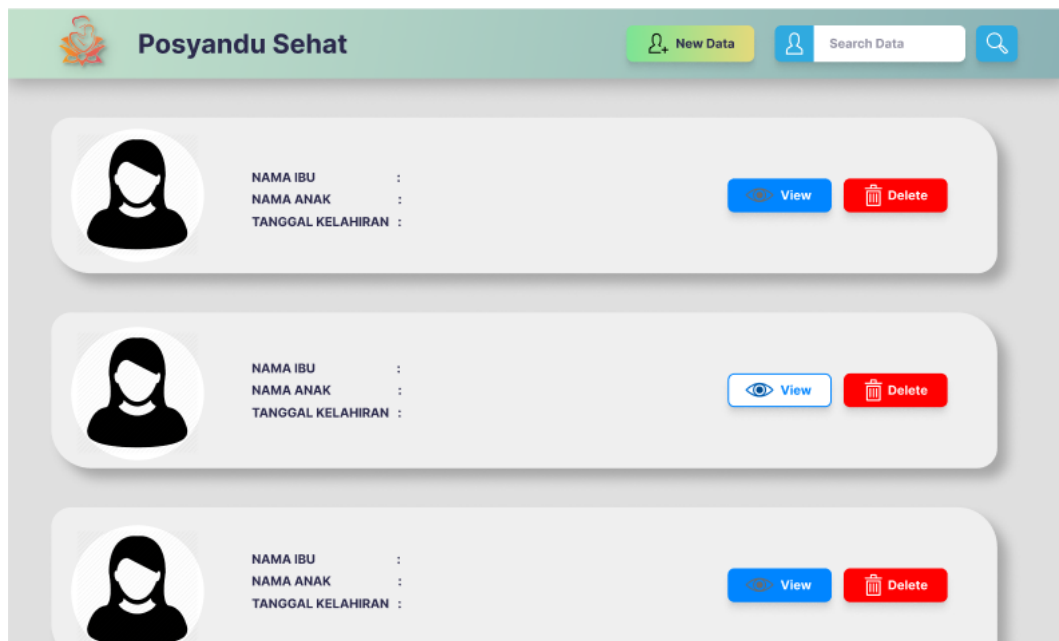 Posyandu Sehat
New Data
Search Data
NAMA IBU :
NAMA ANAK :
TANGGAL KELAHIRAN :
View
Delete
NAMA IBU :
NAMA ANAK :
TANGGAL KELAHIRAN :
View
Delete
NAMA IBU :
NAMA ANAK :
TANGGAL KELAHIRAN :
View
Delete